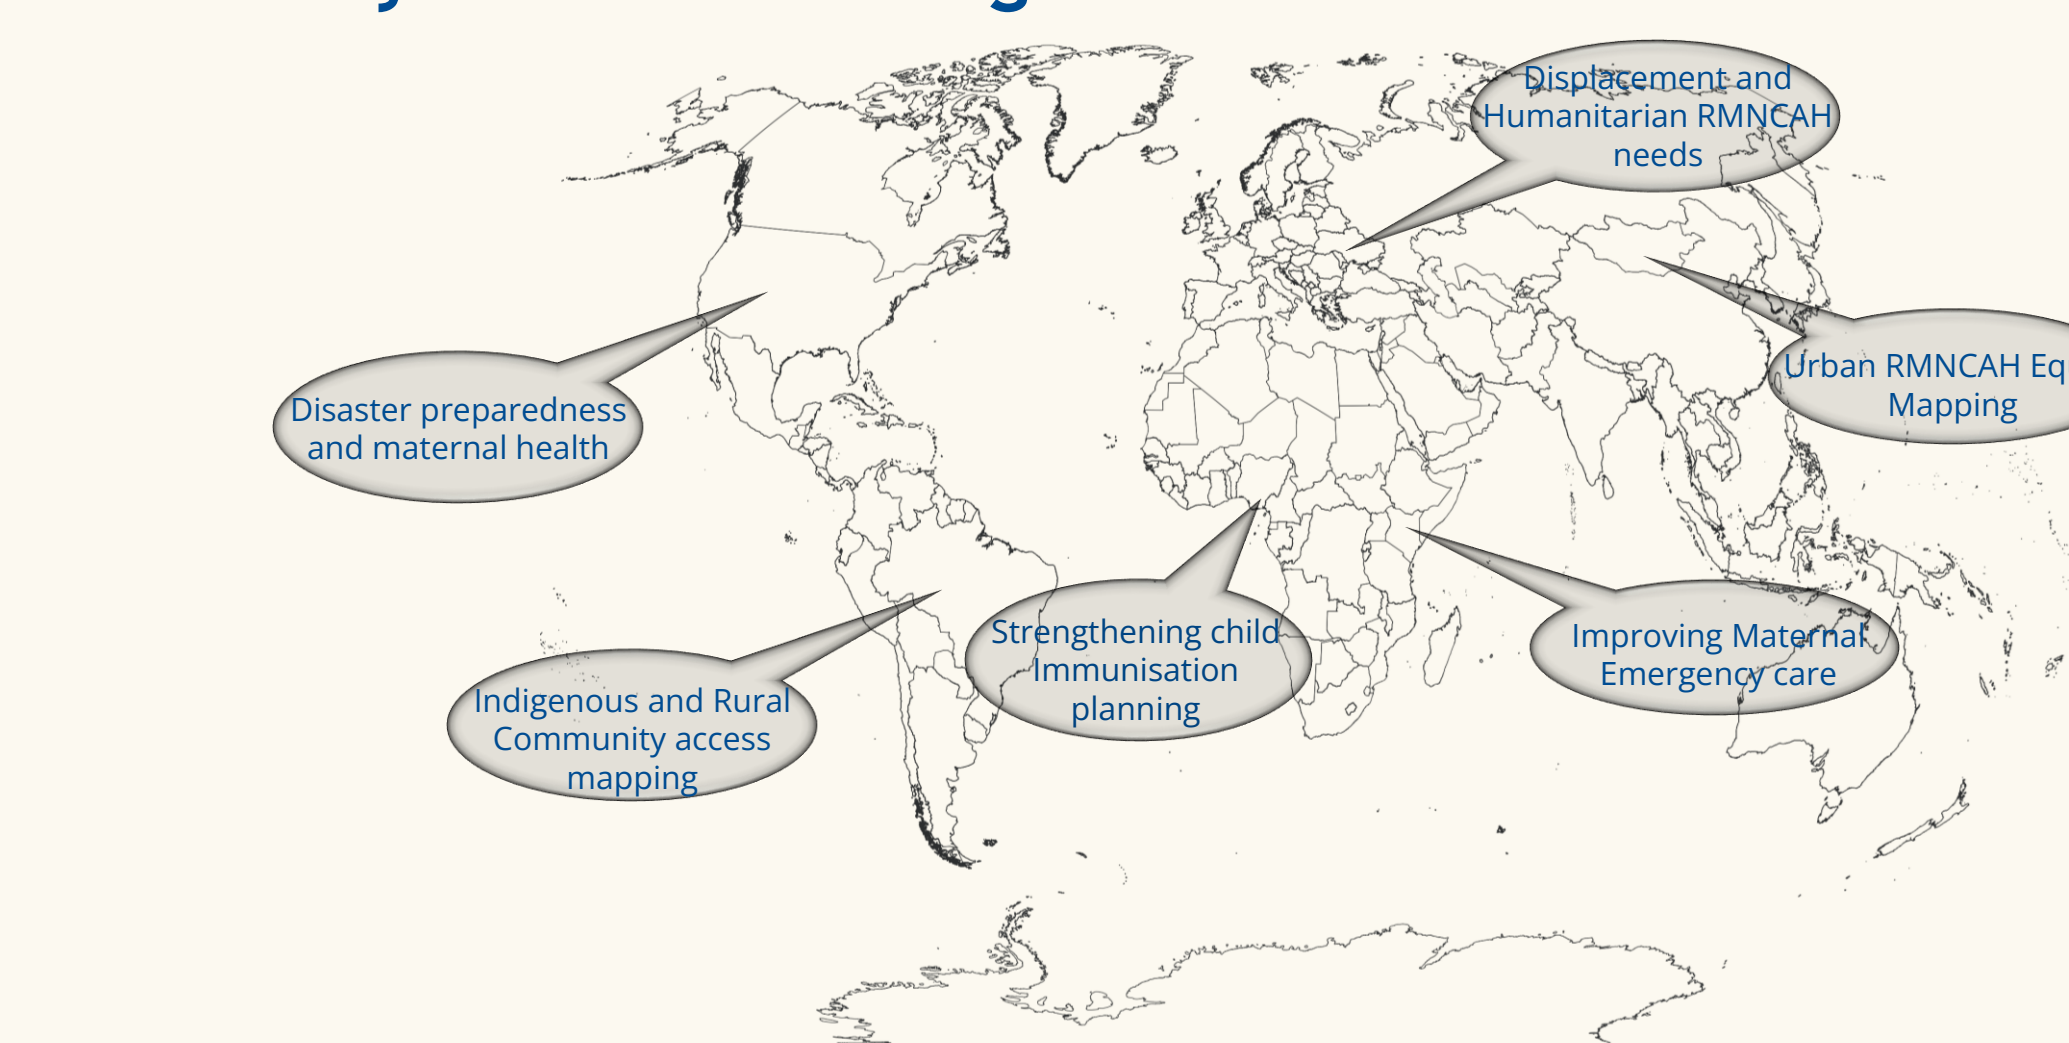 Displacement and
Humanitarian RMNCAH
needs
Urban RMNCAH
Mapping
Disaster preparedness
and maternal health
Strengthening child
Immunisation
planning
Improving Maternal
Emergency care
Indigenous and Rural
Community access
mapping